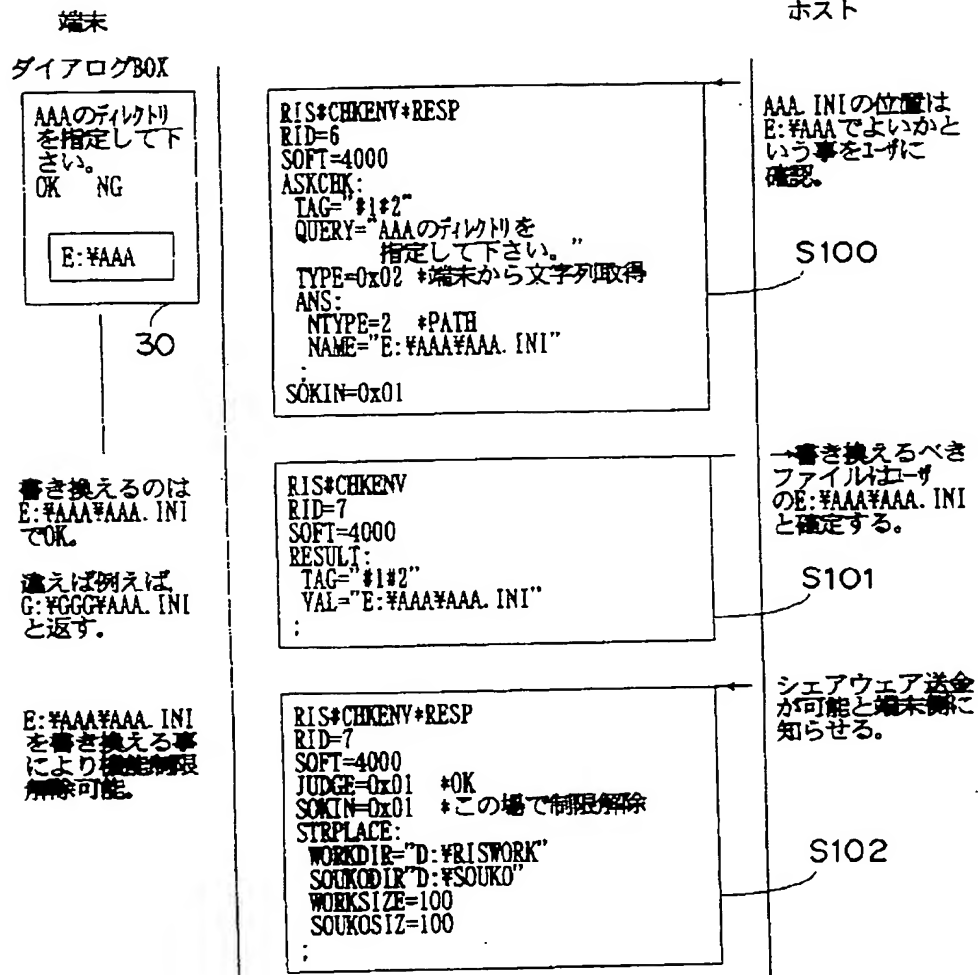 端末
ホスト
ダイアログBOX
AAAのディレクトリ
を指定して下
さい。
OK NG
E:¥AAA
30
RIS*CHKENV*RESP
RID=6
SOFT=4000
ASKCHK:
TAG="#1#2"
QUERY="AAAのディレクトリを
指定して下さい。"
TYPE=0x02 *端末から文字列取得
ANS:
NTYPE=2 *PATH
NAME="E:¥AAA¥AAA.INI"
:
SOKIN=0x01
AAA.INIの位置は
E:¥AAAでよいかと
いう事をユーザに
確認。
S100
書き換えるのは
E:¥AAA¥AAA.INI
でOK。
違えば例えば、
G:¥GGG¥AAA.INI
と返す。
RIS*CHKENV
RID=7
SOFT=4000
RESULT:
TAG="#1#2"
VAL="E:¥AAA¥AAA.INI"
:
→書き換えるべき
ファイルはユーザ
のE:¥AAA¥AAA.INI
と確定する。
S101
E:¥AAA¥AAA.INI
を書き換える事
により機能制限
解除可能。
RIS*CHKENV*RESP
RID=7
SOFT=4000
JUDGE=0x01 *OK
SOKIN=0x01 *この場で制限解除
STRPLACE:
WORKDIR="D:¥RISWORK"
SOUKODIR"D:¥SOUKO"
WORKSIZE=100
SOUKOSIZ=100
:
シェアウェア送金
が可能と端末側に
知らせる。
S102